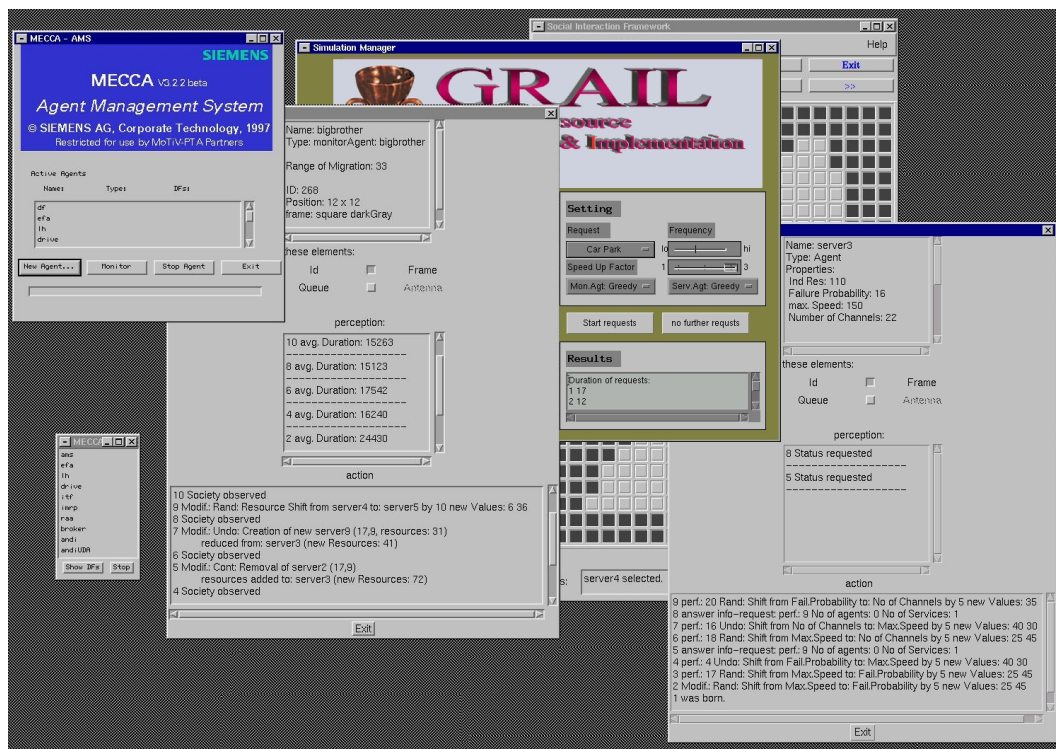 MECCA - AMS
SIEMENS
MECCA V3.2.2 beta
Agent Management System
© SIEMENS AG, Corporate Technology, 1997
Restricted for use by MoTiV-PTA Partners
Active Agents
Name: Type: DFs:
df
efa
lh
drive
New Agent... Monitor Stop Agent Exit
Simulation Manager
GRAIL
source
& Implementation
Setting
Request Frequency
Car Park lo hi
Speed Up Factor 1 3
Mon.Agt: Greedy Serv.Agt: Greedy
Start requests no further requsts
Results
Duration of requests:
1 17
2 12
Social Interaction Framework
Help
Exit
>>
s: server4 selected.
Name: bigbrother
Type: monitorAgent: bigbrother
Range of Migration: 33
ID: 268
Position: 12 x 12
frame: square darkGray
these elements:
Id Frame
Queue Antenna
perception:
10 avg. Duration: 15263
--------------------
8 avg. Duration: 15123
--------------------
6 avg. Duration: 17542
--------------------
4 avg. Duration: 16240
--------------------
2 avg. Duration: 24430
action
10 Society observed
9 Modif.: Rand: Resource Shift from server4 to: server5 by 10 new Values: 6 36
8 Society observed
7 Modif.: Undo: Creation of new server9 (17,9, resources: 31)
reduced from: server3 (new Resources: 41)
6 Society observed
5 Modif.: Cont: Removal of server2 (17,9)
resources added to: server3 (new Resources: 72)
4 Society observed
Exit
MECCA
ams
efa
lh
drive
itf
imrp
raa
broker
andi
andiUDA
Show DFs Stop
Name: server3
Type: Agent
Properties:
Ind Res: 110
Failure Probability: 16
max. Speed: 150
Number of Channels: 22
these elements:
Id Frame
Queue Antenna
perception:
8 Status requested
--------------------
5 Status requested
--------------------
action
9 perf.: 20 Rand: Shift from Fail.Probability to: No of Channels by 5 new Values: 35
8 answer info-request: perf.: 9 No of agents: 0 No of Services: 1
7 perf.: 16 Undo: Shift from No of Channels to: Max.Speed by 5 new Values: 40 30
6 perf.: 18 Rand: Shift from Max.Speed to: No of Channels by 5 new Values: 25 45
5 answer info-request: perf.: 9 No of agents: 0 No of Services: 1
4 perf.: 4 Undo: Shift from Fail.Probability to: Max.Speed by 5 new Values: 40 30
3 perf.: 17 Rand: Shift from Max.Speed to: Fail.Probability by 5 new Values: 25 45
2 Modif.: Rand: Shift from Max.Speed to: Fail.Probability by 5 new Values: 25 45
1 was born.
Exit